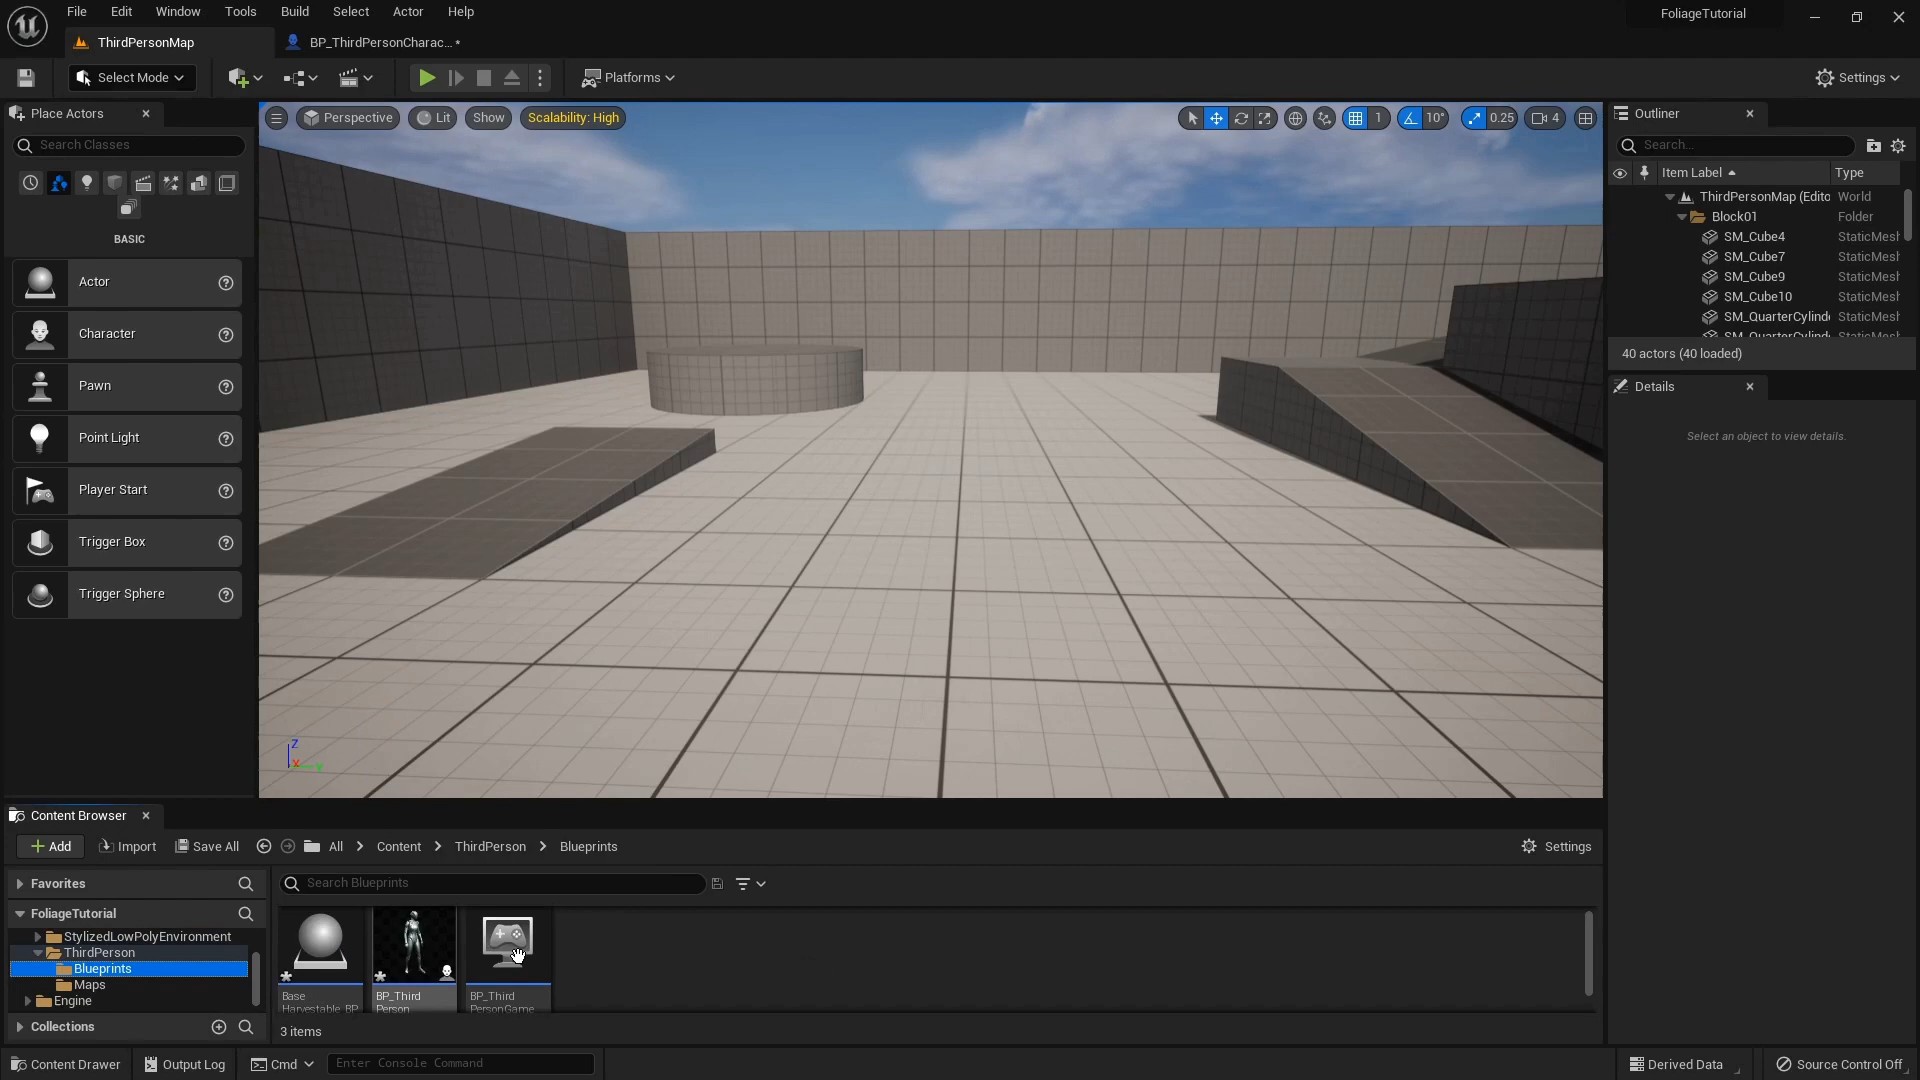 File Edit Window Tools Build Select Actor Help
FoliageTutorial
ThirdPersonMap
BP_ThirdPersonCharac... *
Select Mode
Platforms
Settings
Place Actors
Search Classes
BASIC
Actor
Character
Pawn
Point Light
Player Start
Trigger Box
Trigger Sphere
Perspective
Lit
Show
Scalability: High
1
10°
0.25
4
Z
X
Y
Outliner
Search...
Item Label
Type
ThirdPersonMap (Edito World
Block01 Folder
SM_Cube4 StaticMesh
SM_Cube7 StaticMesh
SM_Cube9 StaticMesh
SM_Cube10 StaticMesh
SM_QuarterCylinde StaticMesh
SM_QuarterCylinde StaticMesh
40 actors (40 loaded)
Details
Select an object to view details.
Content Browser
Add
Import
Save All
All
Content
ThirdPerson
Blueprints
Settings
Favorites
FoliageTutorial
StylizedLowPolyEnvironment
ThirdPerson
Blueprints
Maps
Engine
Collections
Search Blueprints
Base
Harvestable_BP
BP_Third
Person
BP_Third
PersonGame
3 items
Content Drawer
Output Log
Cmd
Enter Console Command
Derived Data
Source Control Off